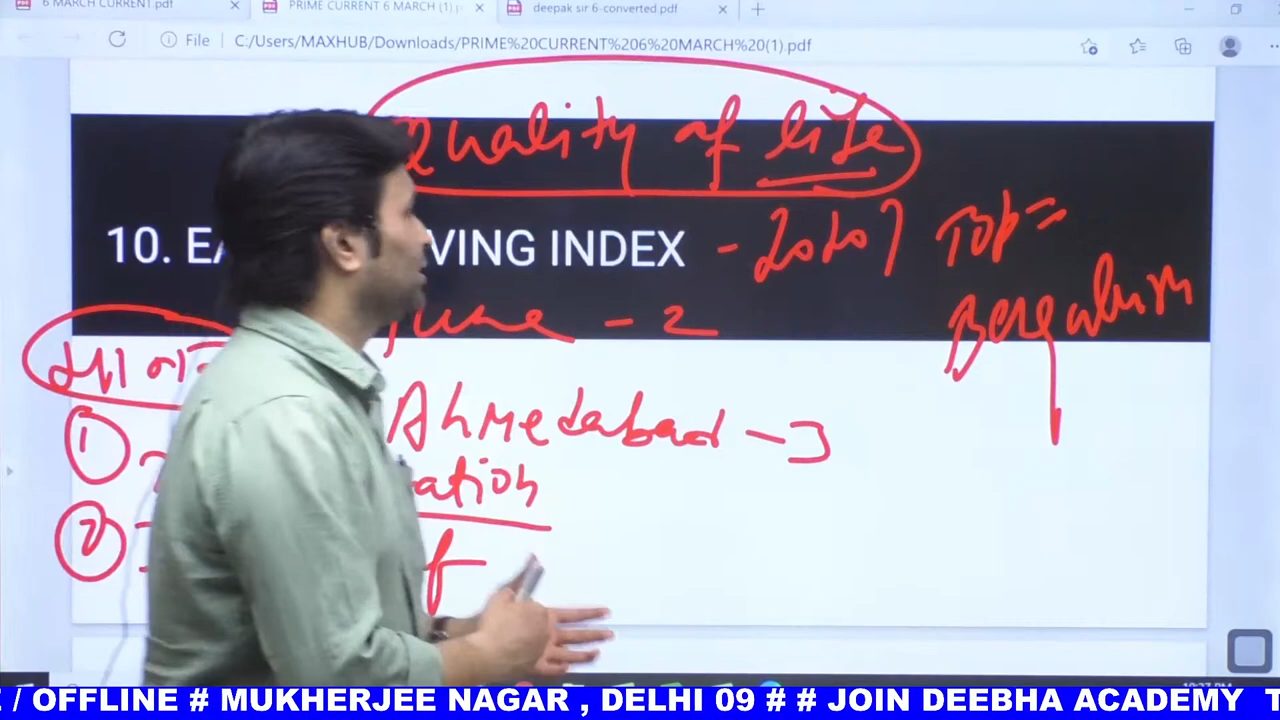 6 MARCH CURRENT.pdf
PRIME CURRENT 6 MARCH (1).p
deepak sir 6-converted.pdf
File
C:/Users/MAXHUB/Downloads/PRIME%20CURRENT%206%20MARCH%20(1).pdf
Quality of life
10. EA VING INDEX - 2020
Top =
- 2
1
Ahmedabad - 3
ation
2
f
/ OFFLINE # MUKHERJEE NAGAR , DELHI 09 # # JOIN DEEBHA ACADEMY T